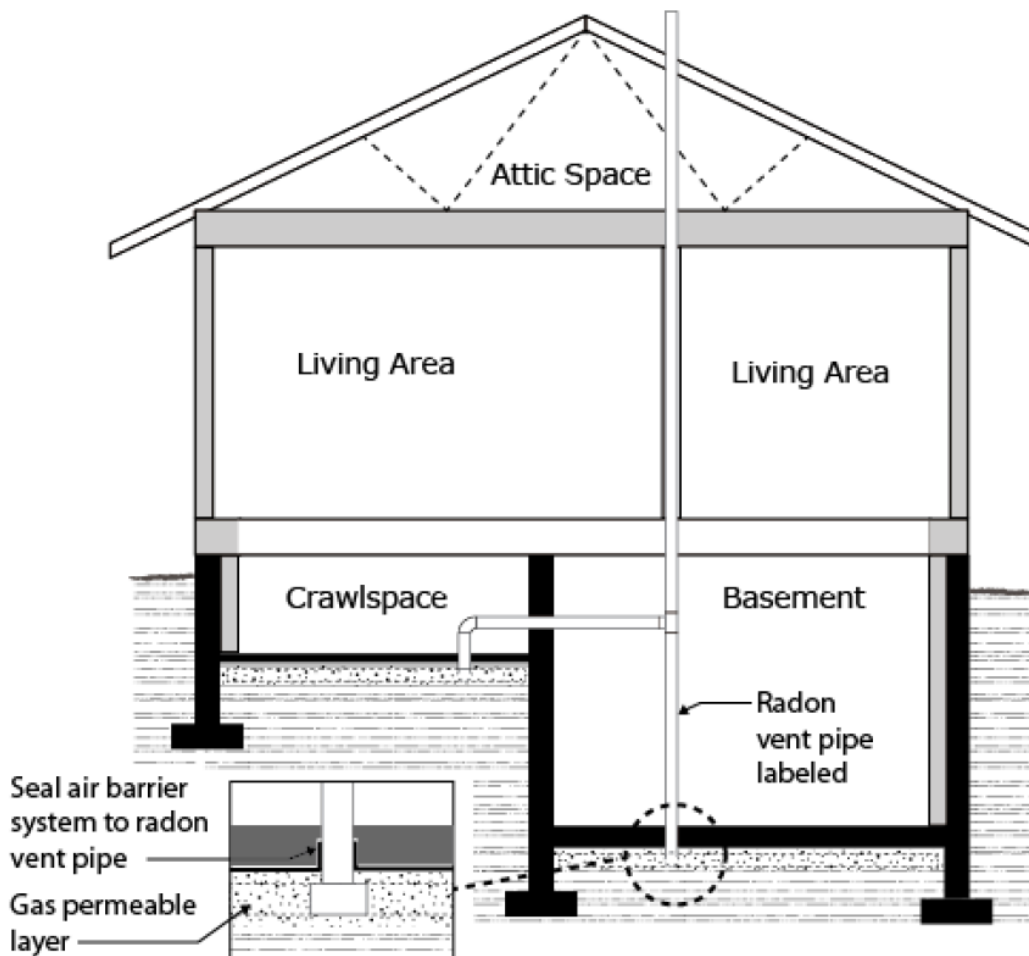 Attic Space
Living Area
Living Area
Crawlspace
Basement
Radon
vent pipe
labeled
Seal air barrier
system to radon
vent pipe
Gas permeable
layer